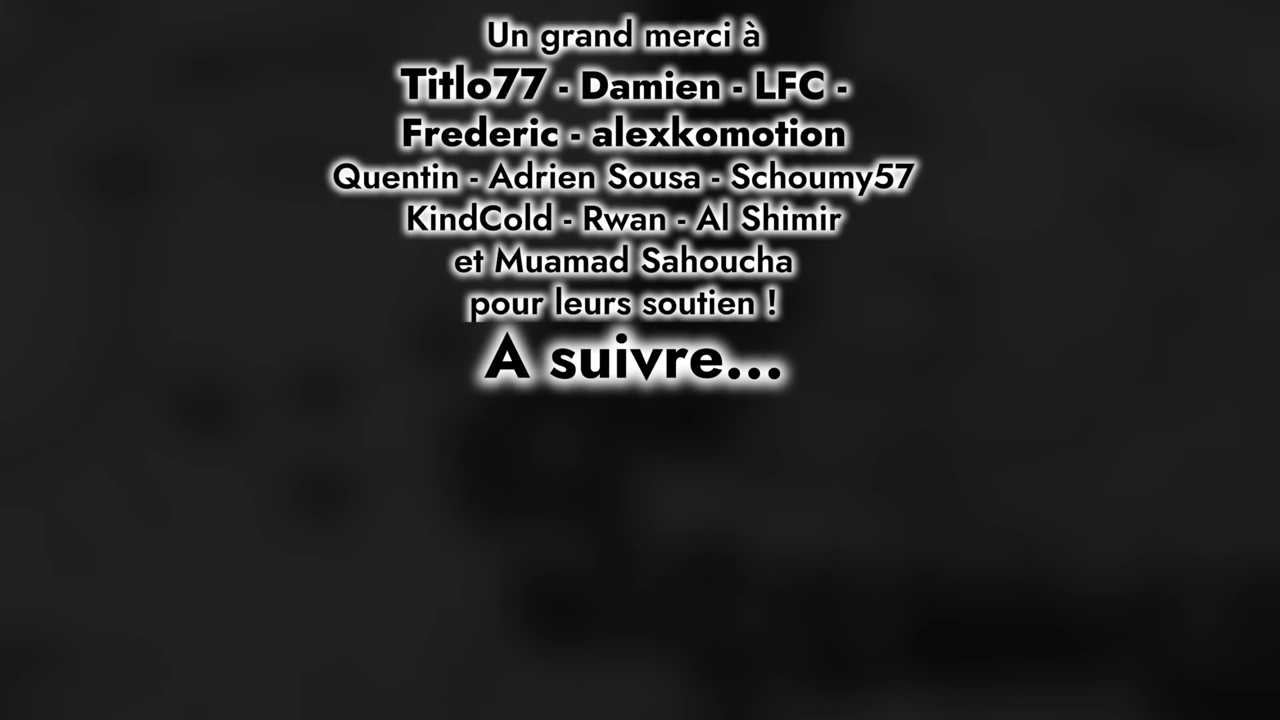 Un grand merci à
Titlo77 - Damien - LFC -
Frederic - alexkomotion
Quentin - Adrien Sousa - Schoumy57
KindCold - Rwan - Al Shimir
et Muamad Sahoucha
pour leurs soutien !
A suivre...